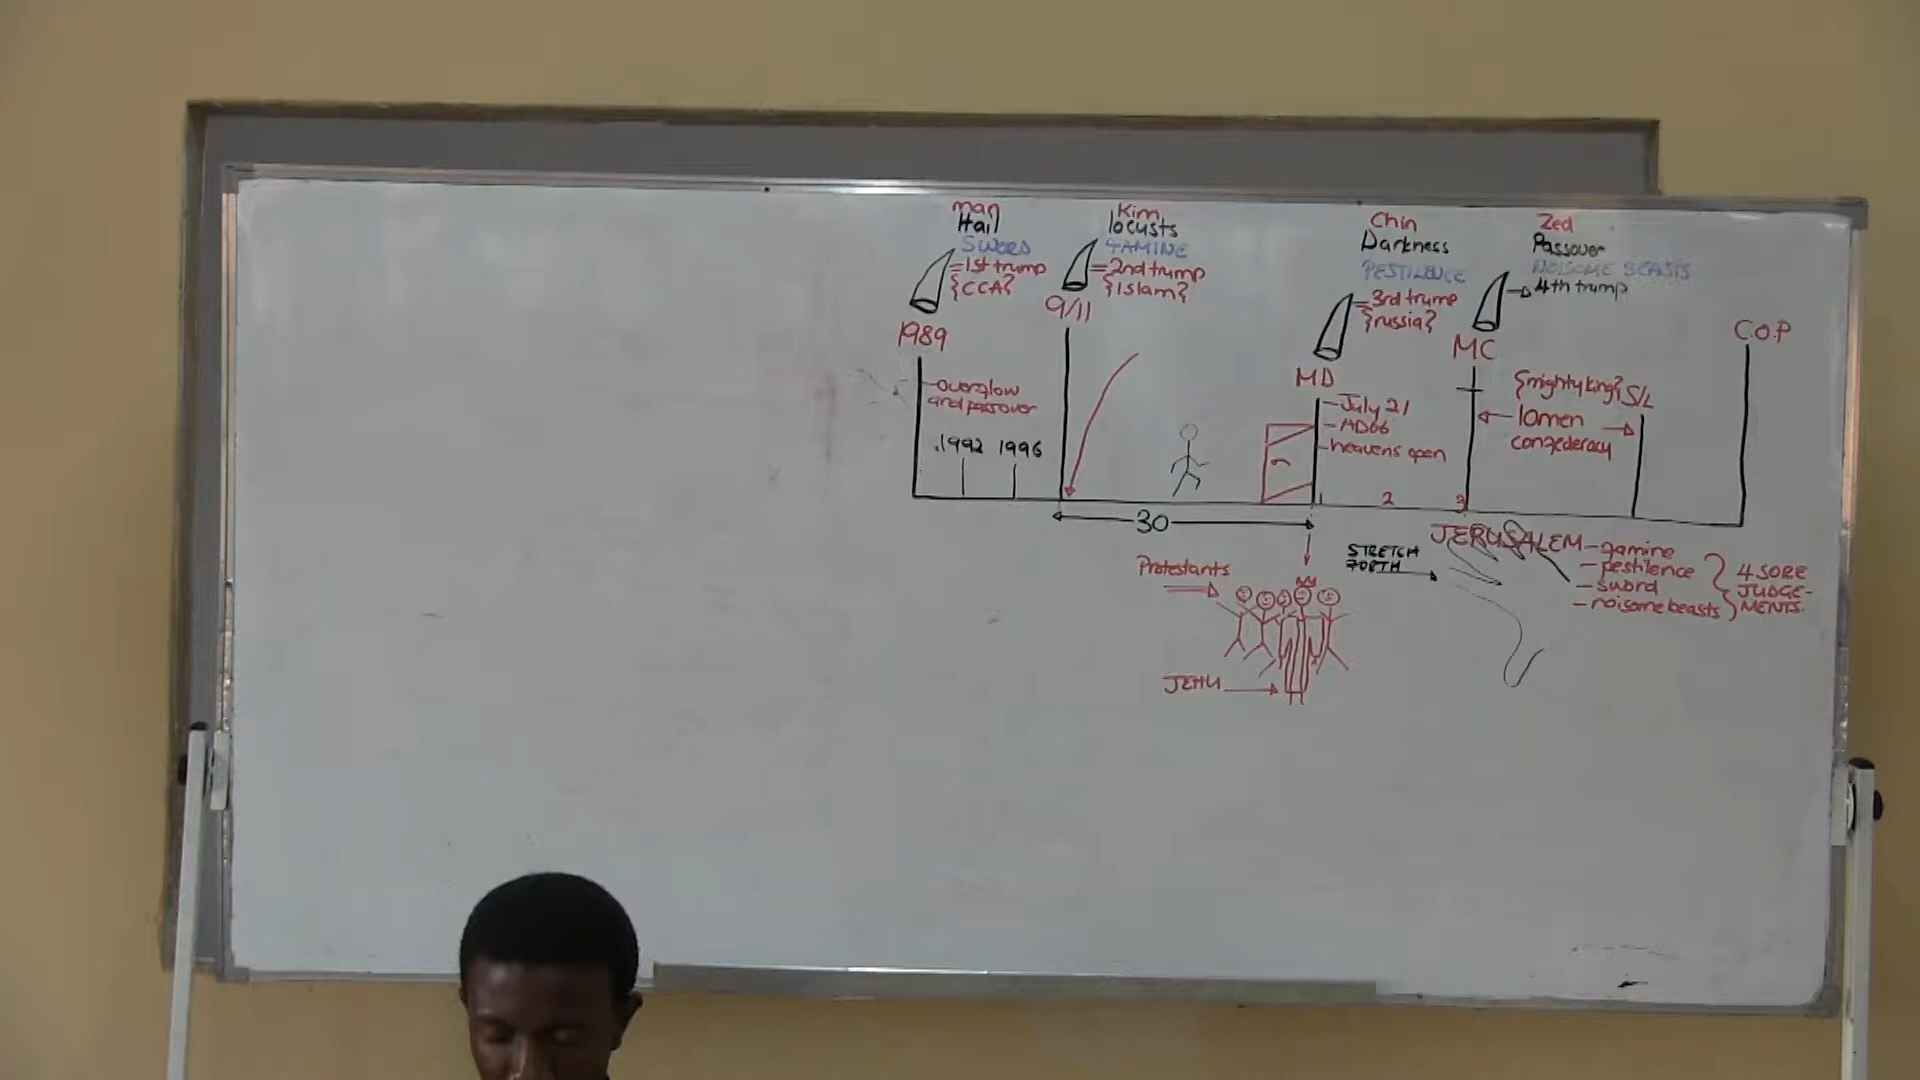 man
Hail
SWORD
=1st trump
{CCA}
1989
Kim
locusts
FAMINE
=2nd trump
{Islam}
9/11
Chin
Darkness
PESTILENCE
=3rd trump
{russia}
MD
Zed
Passover
NOISOME BEASTS
4th trump
MC
C.O.P
-overflow
and passover
1992 1996
-July 21
-AD66
-heavens open
{mighty king} S/L
10men
confederacy
1 2 3
30
Protestants
JEHU
STRETCH
FORTH
JERUSALEM -famine
-pestilence
-sword
-noisome beasts
4 SORE
JUDGE-
MENTS.